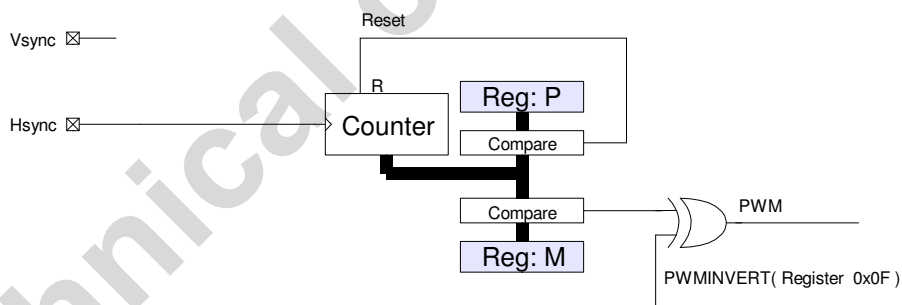 Reset
Vsync
R
Reg: P
Hsync
Counter
Compare
Compare
PWM
Reg: M
PWMINVERT( Register 0x0F )